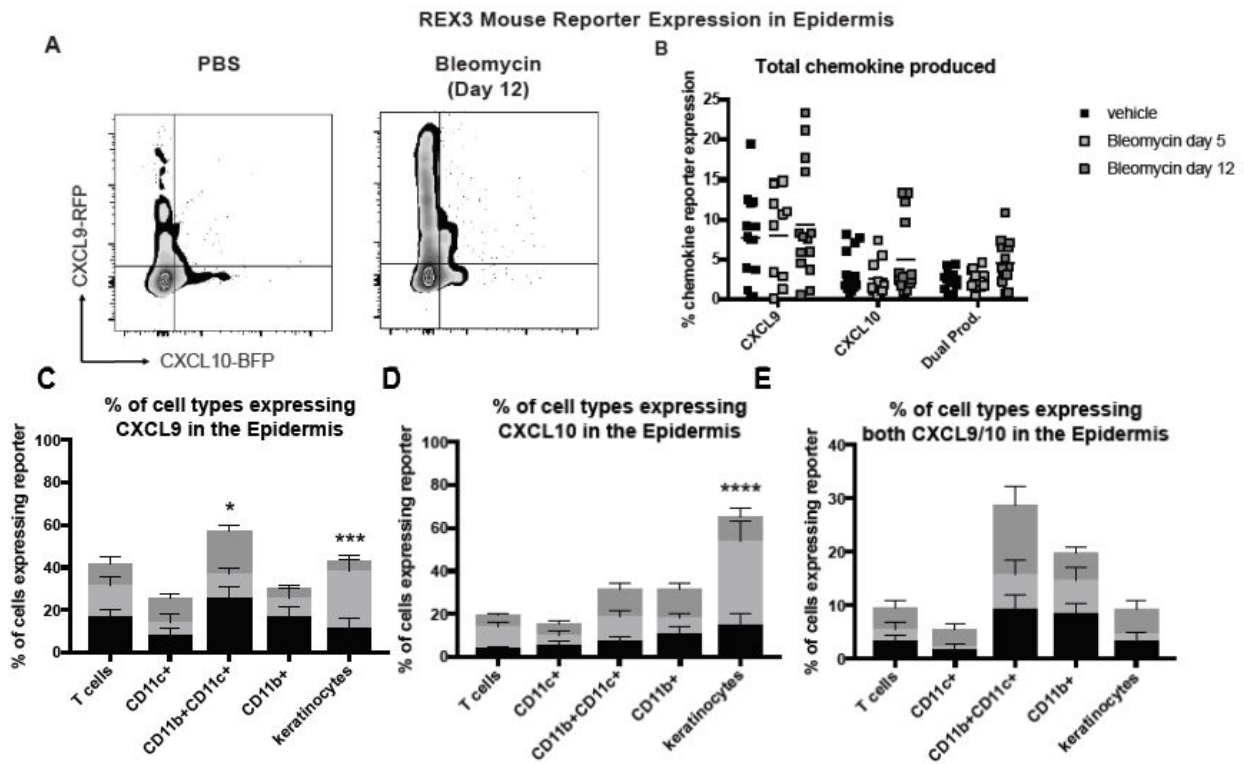 REX3 Mouse Reporter Expression in Epidermis
A
PBS
Bleomycin
(Day 12)
CXCL9-RFP
CXCL10-BFP
B
Total chemokine produced
% chemokine reporter expression
25
20
15
10
5
0
CXCL9
CXCL10
Dual Prod.
vehicle
Bleomycin day 5
Bleomycin day 12
C
% of cell types expressing
CXCL9 in the Epidermis
% of cells expressing reporter
100
80
60
40
20
0
*
***
T cells
CD11c+
CD11b+CD11c+
CD11b+
keratinocytes
D
% of cell types expressing
CXCL10 in the Epidermis
% of cells expressing reporter
100
80
60
40
20
0
****
T cells
CD11c+
CD11b+CD11c+
CD11b+
keratinocytes
E
% of cell types expressing
both CXCL9/10 in the Epidermis
% of cells expressing reporter
40
30
20
10
0
T cells
CD11c+
CD11b+CD11c+
CD11b+
keratinocytes